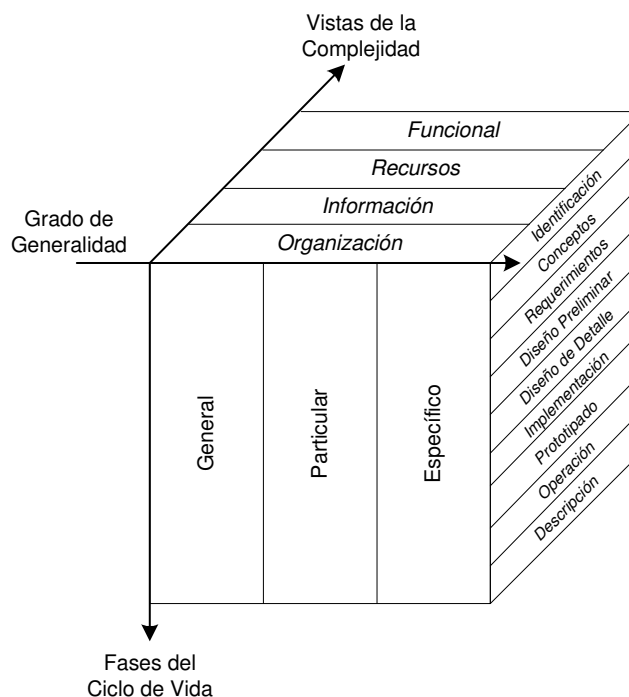 Vistas de la
Complejidad
Funcional
Recursos
Información
Organización
Grado de
Generalidad
General
Particular
Específico
Identificación
Conceptos
Requerimientos
Diseño Preliminar
Diseño de Detalle
Implementación
Prototipado
Operación
Descripción
Fases del
Ciclo de Vida